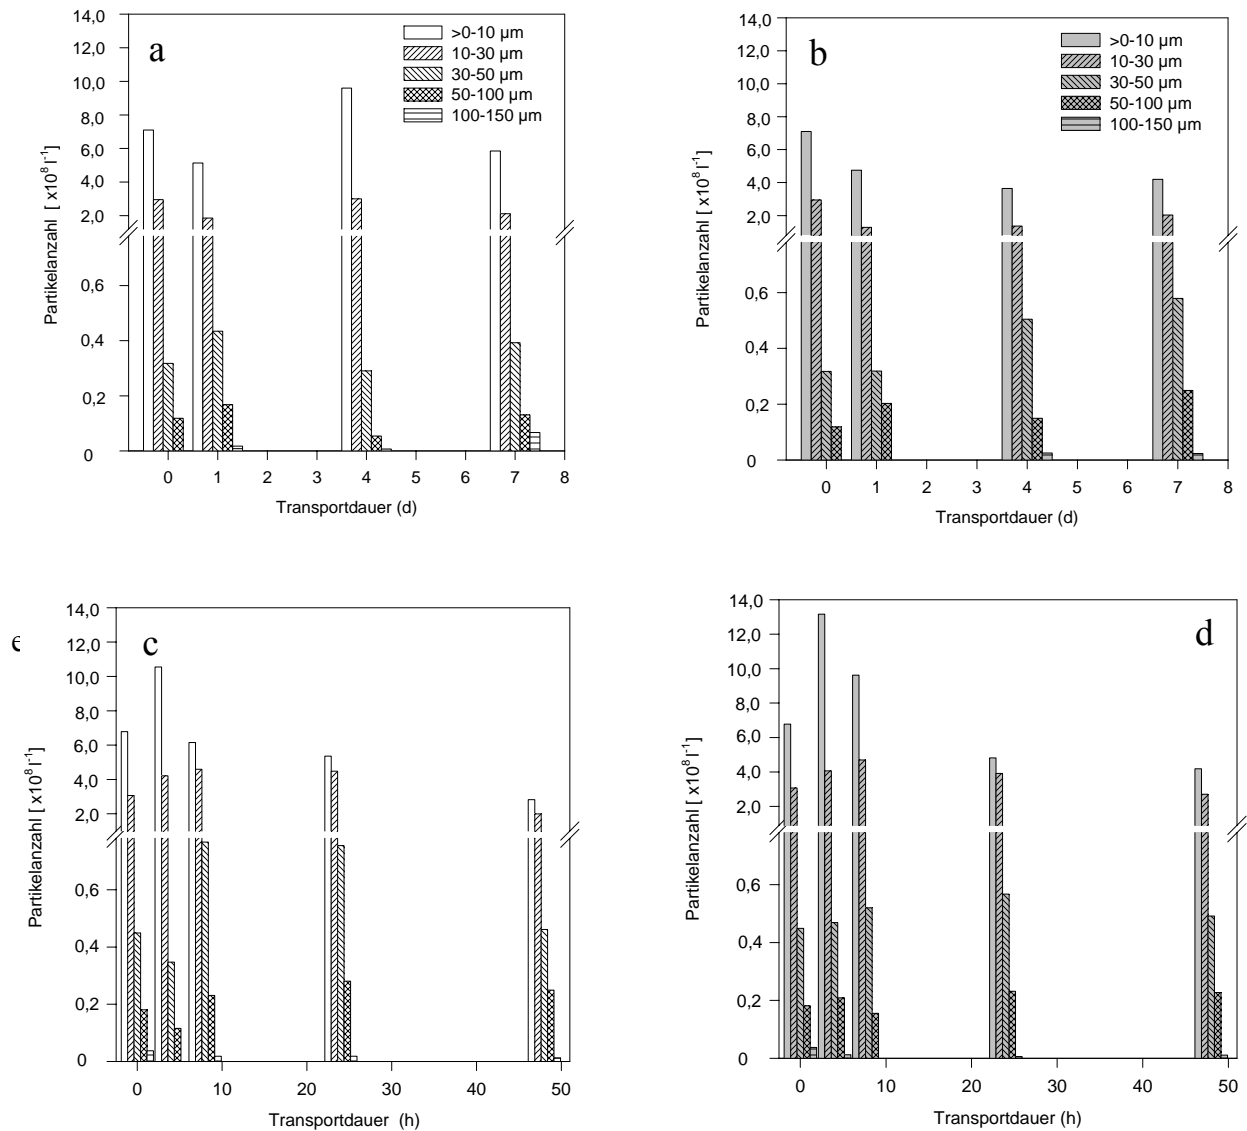 a
14,0
12,0
10,0
8,0
6,0
4,0
2,0
0,6
0,4
0,2
0
Partikelanzahl [ x10⁸ l⁻¹]
>0-10 µm
10-30 µm
30-50 µm
50-100 µm
100-150 µm
0 1 2 3 4 5 6 7 8
Transportdauer (d)
b
14,0
12,0
10,0
8,0
6,0
4,0
2,0
0,6
0,4
0,2
0
Partikelanzahl [ x10⁸ l⁻¹]
>0-10 µm
10-30 µm
30-50 µm
50-100 µm
100-150 µm
0 1 2 3 4 5 6 7 8
Transportdauer (d)
c
14,0
12,0
10,0
8,0
6,0
4,0
2,0
0,6
0,4
0,2
0
Partikelanzahl [ x10⁸ l⁻¹]
0 10 20 30 40 50
Transportdauer (h)
d
14,0
12,0
10,0
8,0
6,0
4,0
2,0
0,6
0,4
0,2
0
Partikelanzahl [ x10⁸ l⁻¹]
0 10 20 30 40 50
Transportdauer (h)